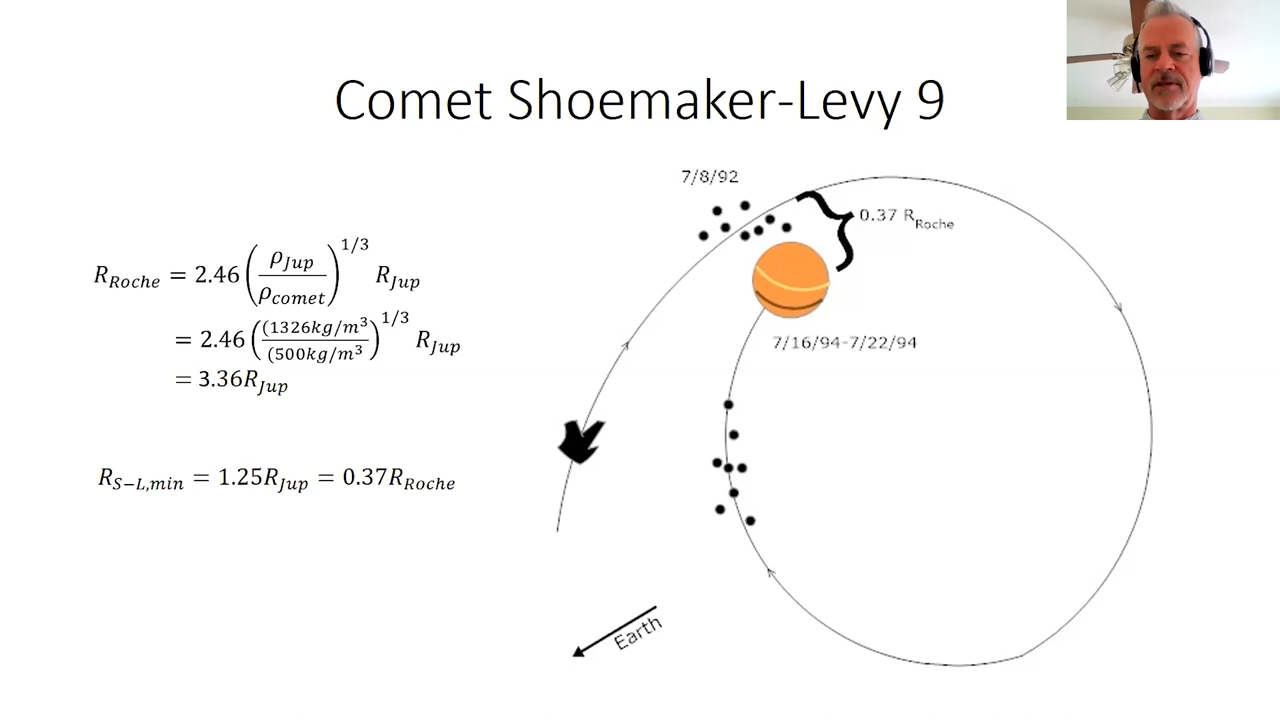 Comet Shoemaker-Levy 9
7/8/92
0.37 R_Roche
R_Roche = 2.46 (ρ_Jup / ρ_comet)^1/3 R_Jup
= 2.46 ((1326kg/m^3 / (500kg/m^3)^1/3 R_Jup
= 3.36R_Jup
7/16/94-7/22/94
R_S−L,min = 1.25R_Jup = 0.37R_Roche
Earth